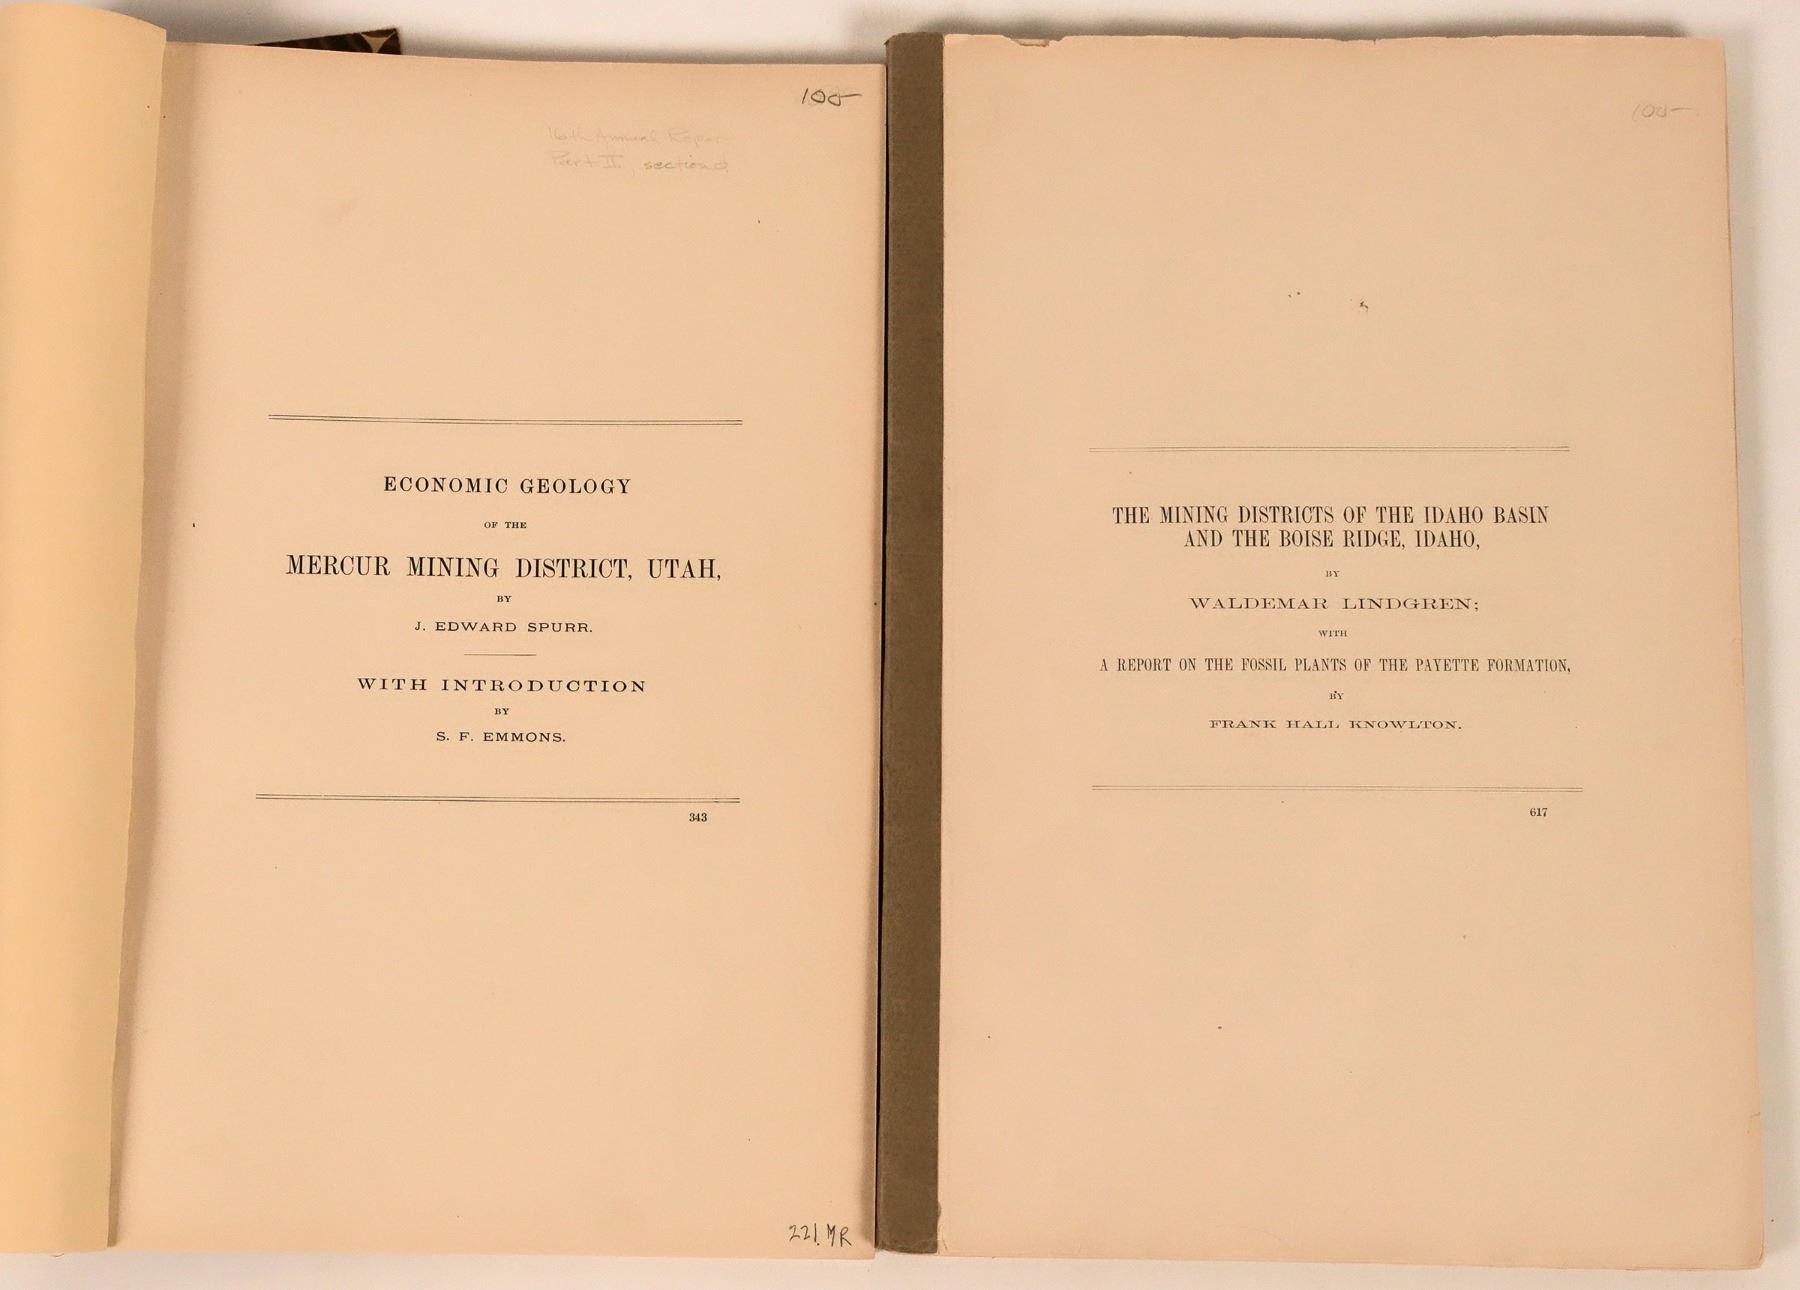 100-
16th Annual Report
Part II, section
ECONOMIC GEOLOGY
OF THE
MERCUR MINING DISTRICT, UTAH,
BY
J. EDWARD SPURR.
WITH INTRODUCTION
BY
S. F. EMMONS.
343
221. MR
100-
THE MINING DISTRICTS OF THE IDAHO BASIN
AND THE BOISE RIDGE, IDAHO,
BY
WALDEMAR LINDGREN;
WITH
A REPORT ON THE FOSSIL PLANTS OF THE PAYETTE FORMATION,
BY
FRANK HALL KNOWLTON.
617